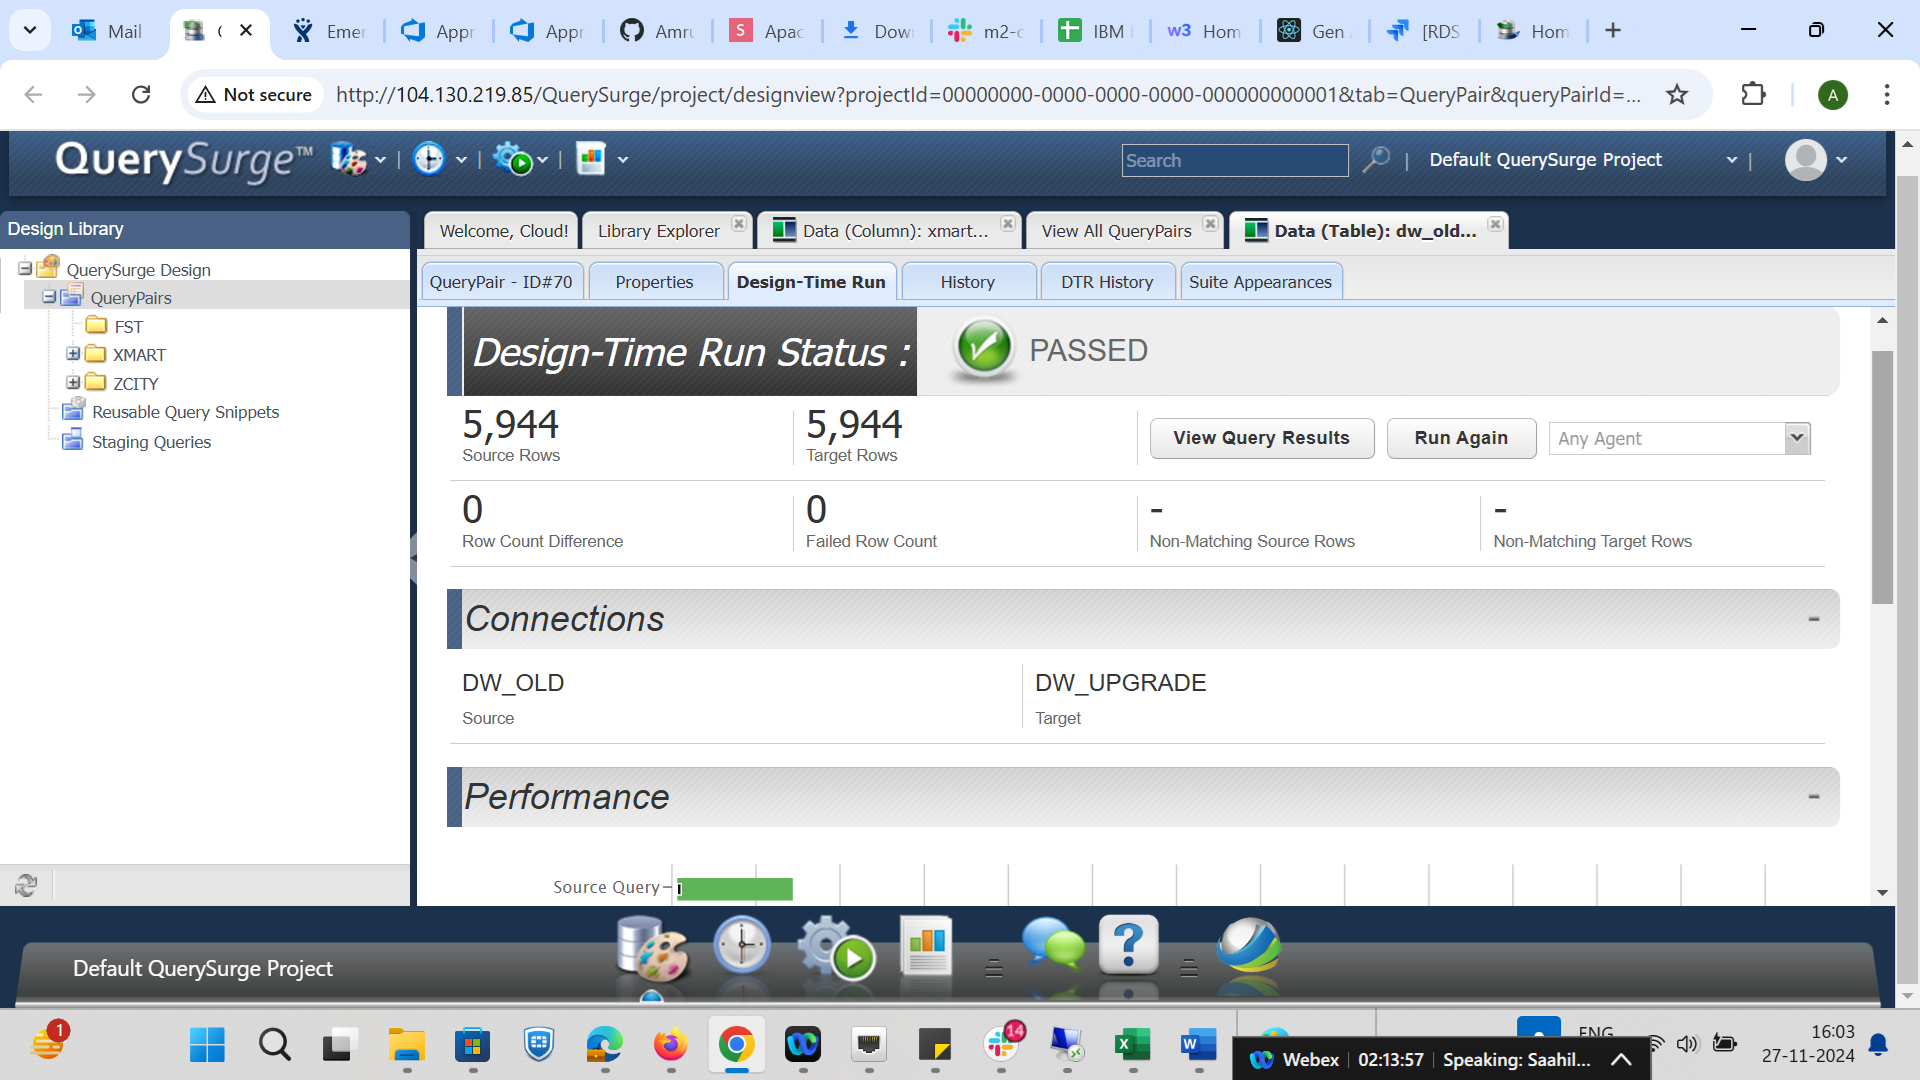 Mail
Emer
Appr
Appr
Amru
Apac
Down
m2-c
IBM
w3 Hom
Gen
[RDS
Hom
Not secure
http://104.130.219.85/QuerySurge/project/designview?projectId=00000000-0000-0000-0000-000000000001&tab=QueryPair&queryPairId=...
A
QuerySurge™
Search
Default QuerySurge Project
Design Library
QuerySurge Design
QueryPairs
FST
XMART
ZCITY
Reusable Query Snippets
Staging Queries
Welcome, Cloud!
Library Explorer
Data (Column): xmart...
View All QueryPairs
Data (Table): dw_old...
QueryPair - ID#70
Properties
Design-Time Run
History
DTR History
Suite Appearances
Design-Time Run Status :
PASSED
5,944
Source Rows
5,944
Target Rows
View Query Results
Run Again
Any Agent
0
Row Count Difference
0
Failed Row Count
-
Non-Matching Source Rows
-
Non-Matching Target Rows
Connections
DW_OLD
Source
DW_UPGRADE
Target
Performance
Source Query
Default QuerySurge Project
1
14
Webex
02:13:57
Speaking: Saahil...
ENG
16:03
27-11-2024